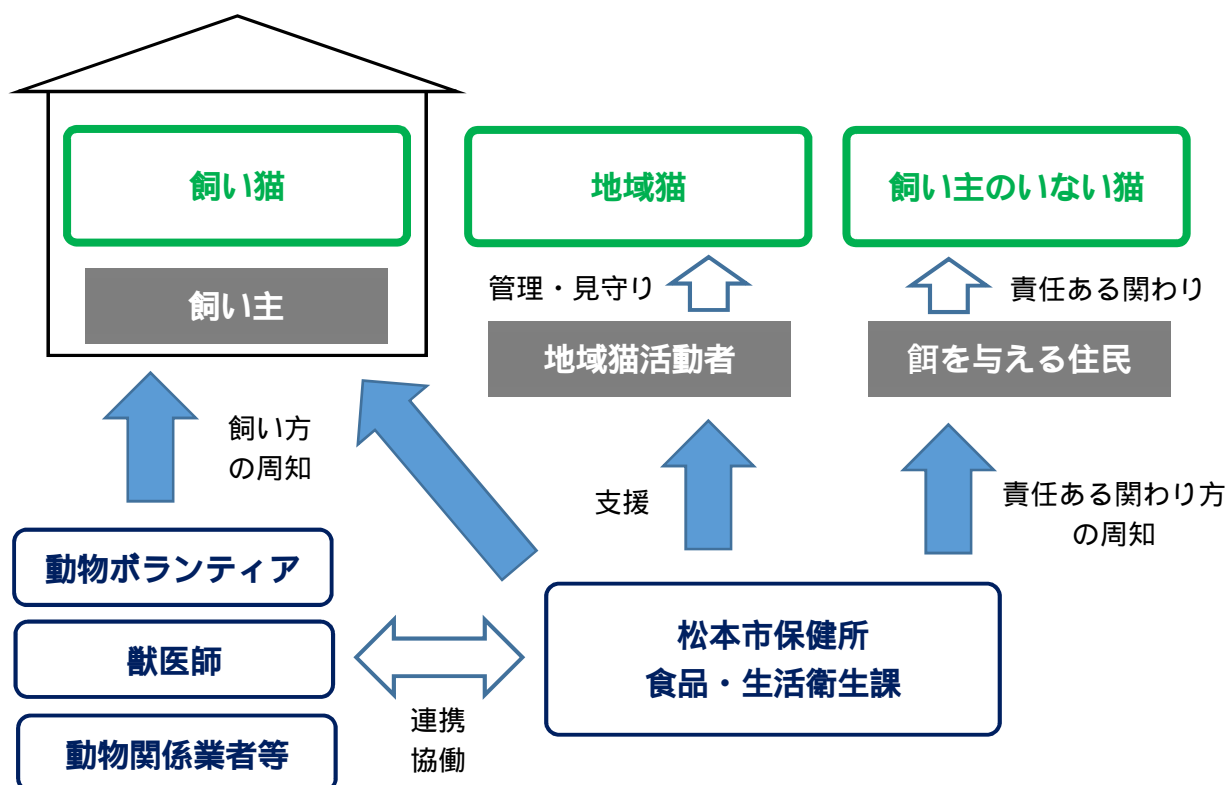 飼い猫
地域猫
飼い主のいない猫
飼い主
管理・見守り
責任ある関わり
地域猫活動者
餌を与える住民
飼い方
の周知
支援
責任ある関わり方
の周知
動物ボランティア
獣医師
動物関係業者等
連携
協働
松本市保健所
食品・生活衛生課